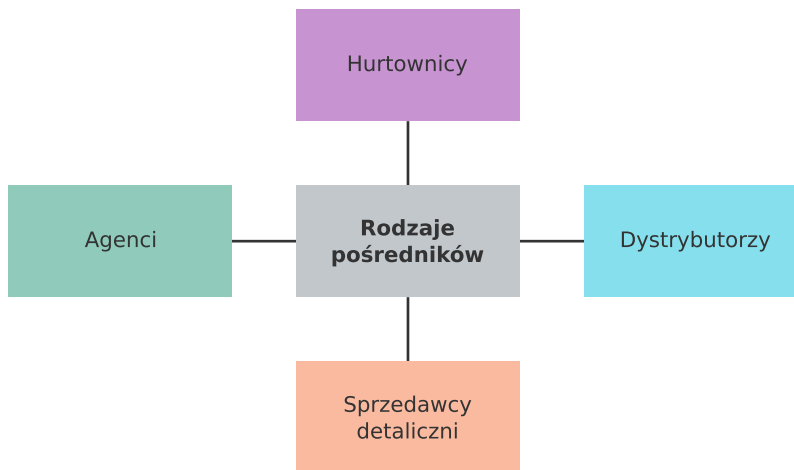 Hurtownicy
Agenci
Rodzaje
pośredników
Dystrybutorzy
Sprzedawcy
detaliczni